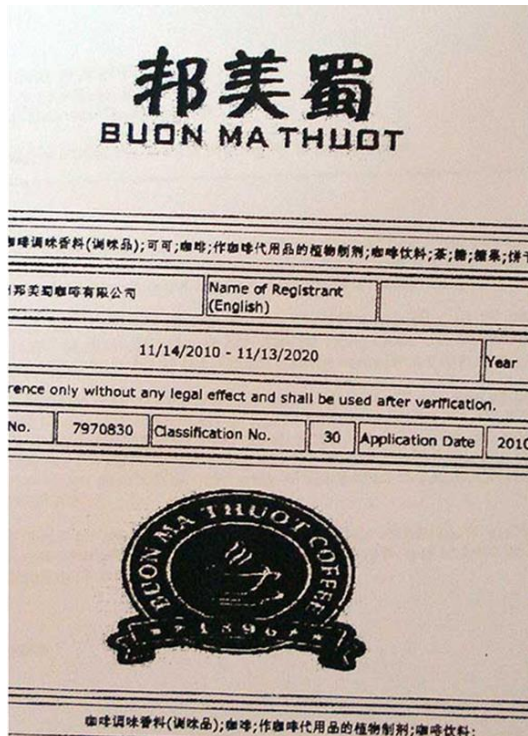 邦美蜀
BUON MA THUOT
咖啡调味香料(调味品);可可;咖啡;作咖啡代用品的植物制剂;咖啡饮料;茶;糖;糖果;饼干
州邦美蜀咖啡有限公司 Name of Registrant (English)
11/14/2010 - 11/13/2020 Year
rence only without any legal effect and shall be used after verification.
No. 7970830 Classification No. 30 Application Date 2010
BUON MA THUOT COFFEE
1896
咖啡调味香料(调味品);咖啡;作咖啡代用品的植物制剂;咖啡饮料;